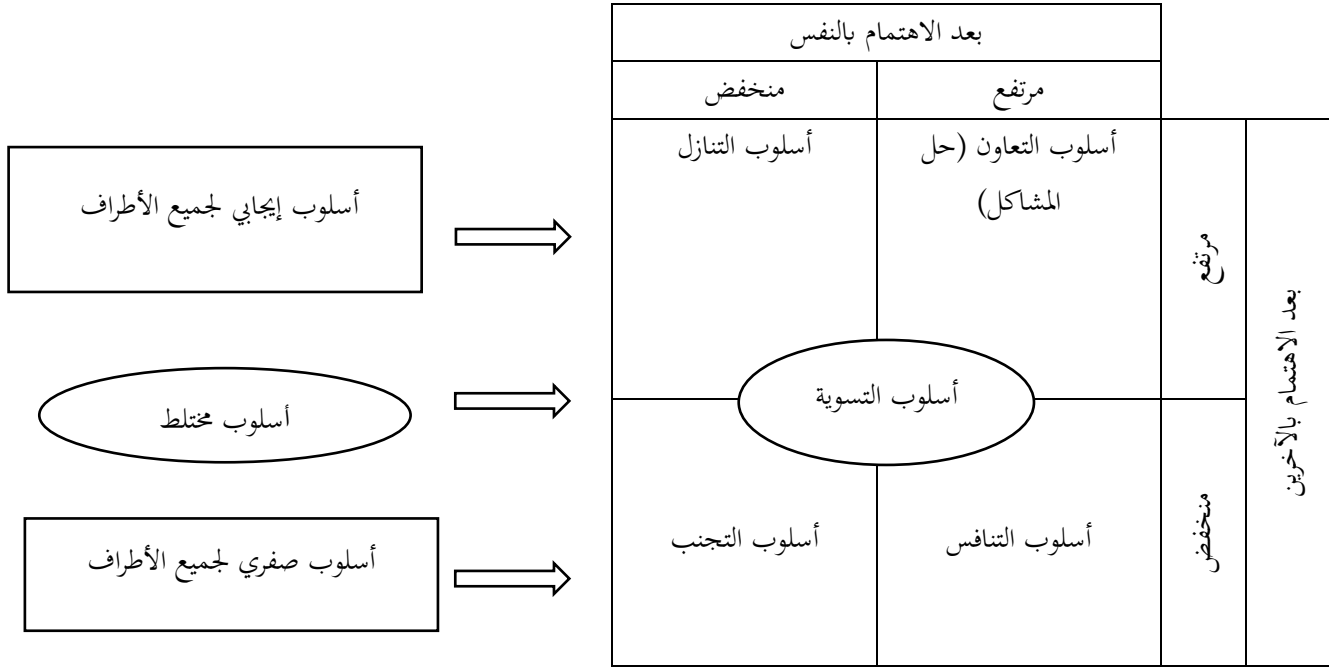 بعد الاهتمام بالنفس
مرتفع
منخفض
بعد الاهتمام بالآخرين
مرتفع
أسلوب التعاون (حل
المشاكل)
أسلوب التنازل
أسلوب إيجابي لجميع الأطراف
أسلوب التسوية
أسلوب مختلط
منخفض
أسلوب التنافس
أسلوب التجنب
أسلوب صفري لجميع الأطراف